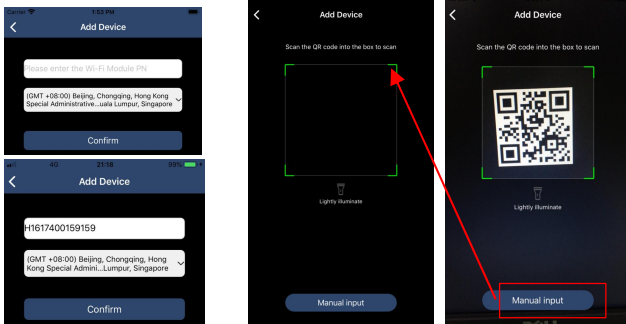 Carrier 1:53 PM
Add Device
Please enter the Wi-Fi Module PN
(GMT +08:00) Beijing, Chongqing, Hong Kong
Special Administrative...uala Lumpur, Singapore
Confirm
4G 21:18 99%
Add Device
H1617400159159
(GMT +08:00) Beijing, Chongqing, Hong
Kong Special Admini...Lumpur, Singapore
Confirm
Add Device
Scan the QR code into the box to scan
Lightly illuminate
Manual input
Add Device
Scan the QR code into the box to scan
Lightly illuminate
Manual input